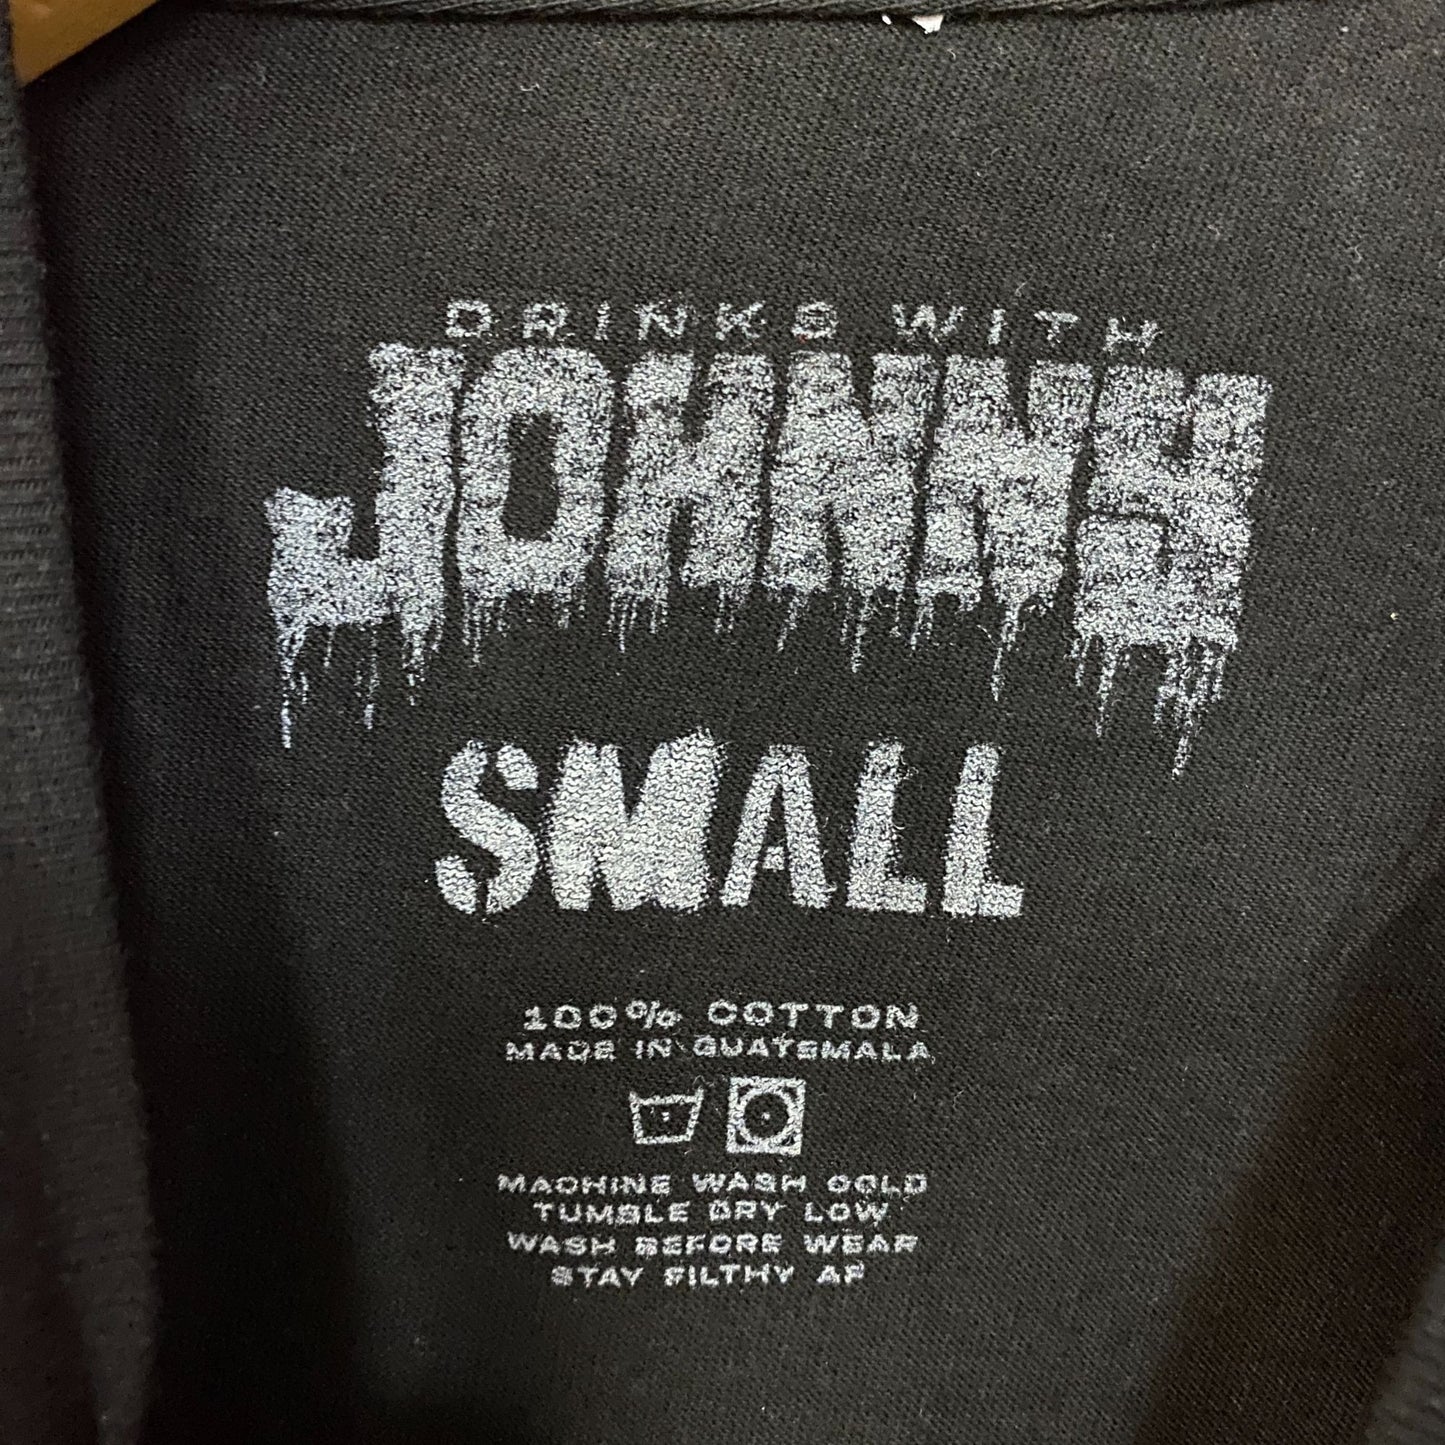 DRINKS WITH
JOHNNY
SMALL
100% COTTON
MADE IN GUATEMALA
MACHINE WASH COLD
TUMBLE DRY LOW
WASH BEFORE WEAR
STAY FILTHY AF